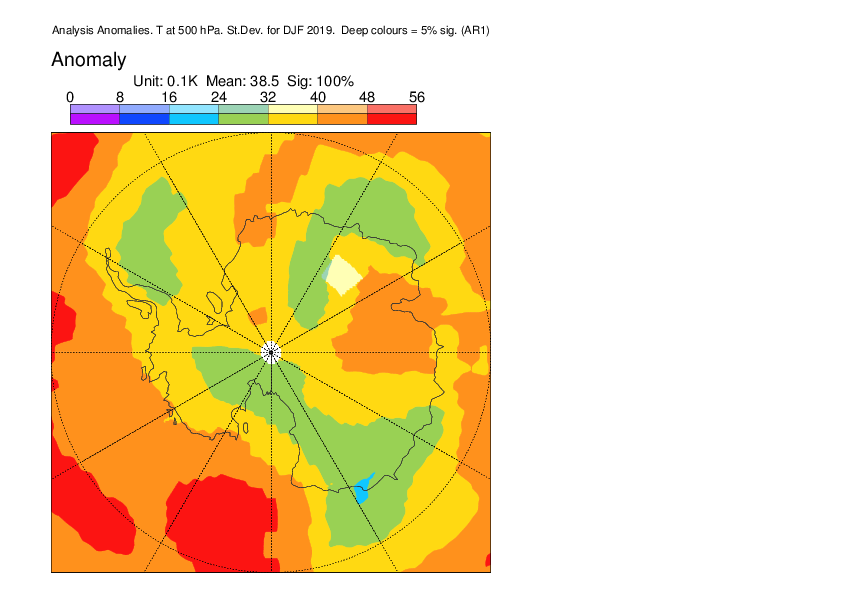 Analysis Anomalies. T at 500 hPa. St.Dev. for DJF 2019.  Deep colours = 5% sig. (AR1)
Anomaly
Unit: 0.1K  Mean: 38.5  Sig: 100%
0 8 16 24 32 40 48 56